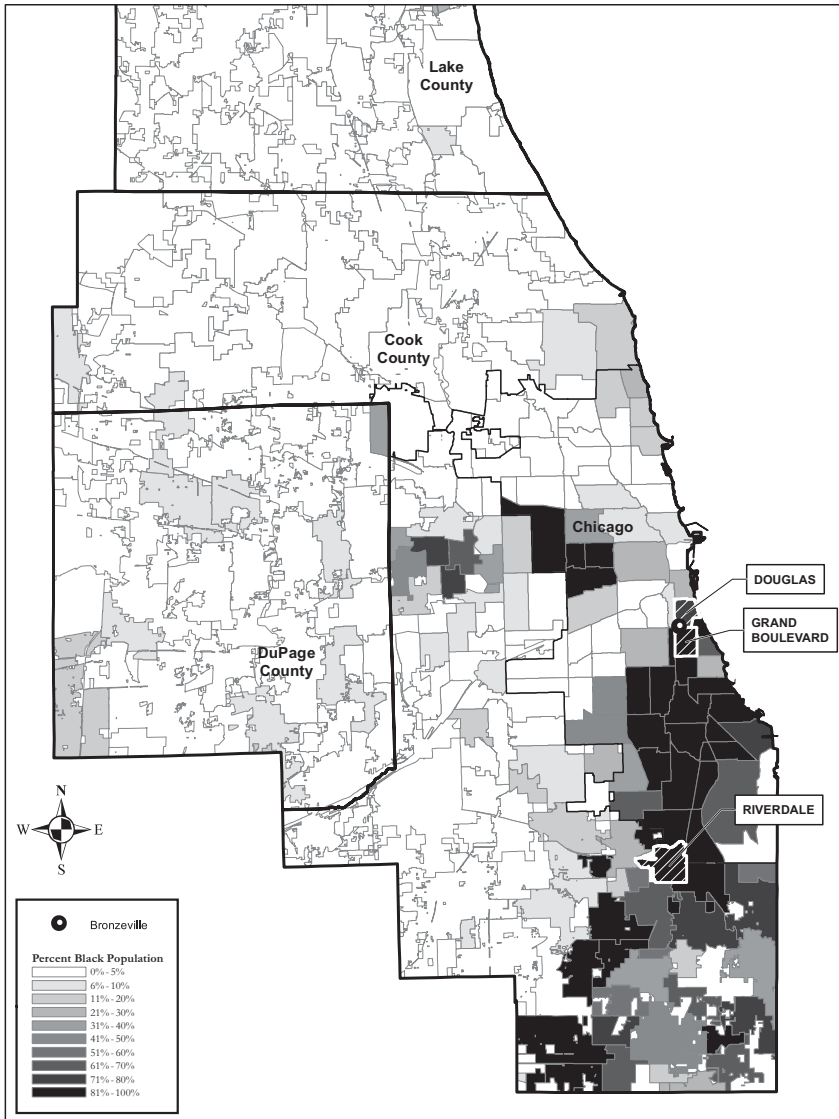 Lake
County
Cook
County
Chicago
DOUGLAS
GRAND
BOULEVARD
DuPage
County
RIVERDALE
N
W
E
S
Bronzeville
Percent Black Population
0%-5%
6%-10%
11%-20%
21%-30%
31%-40%
41%-50%
51%-60%
61%-70%
71%-80%
81%-100%